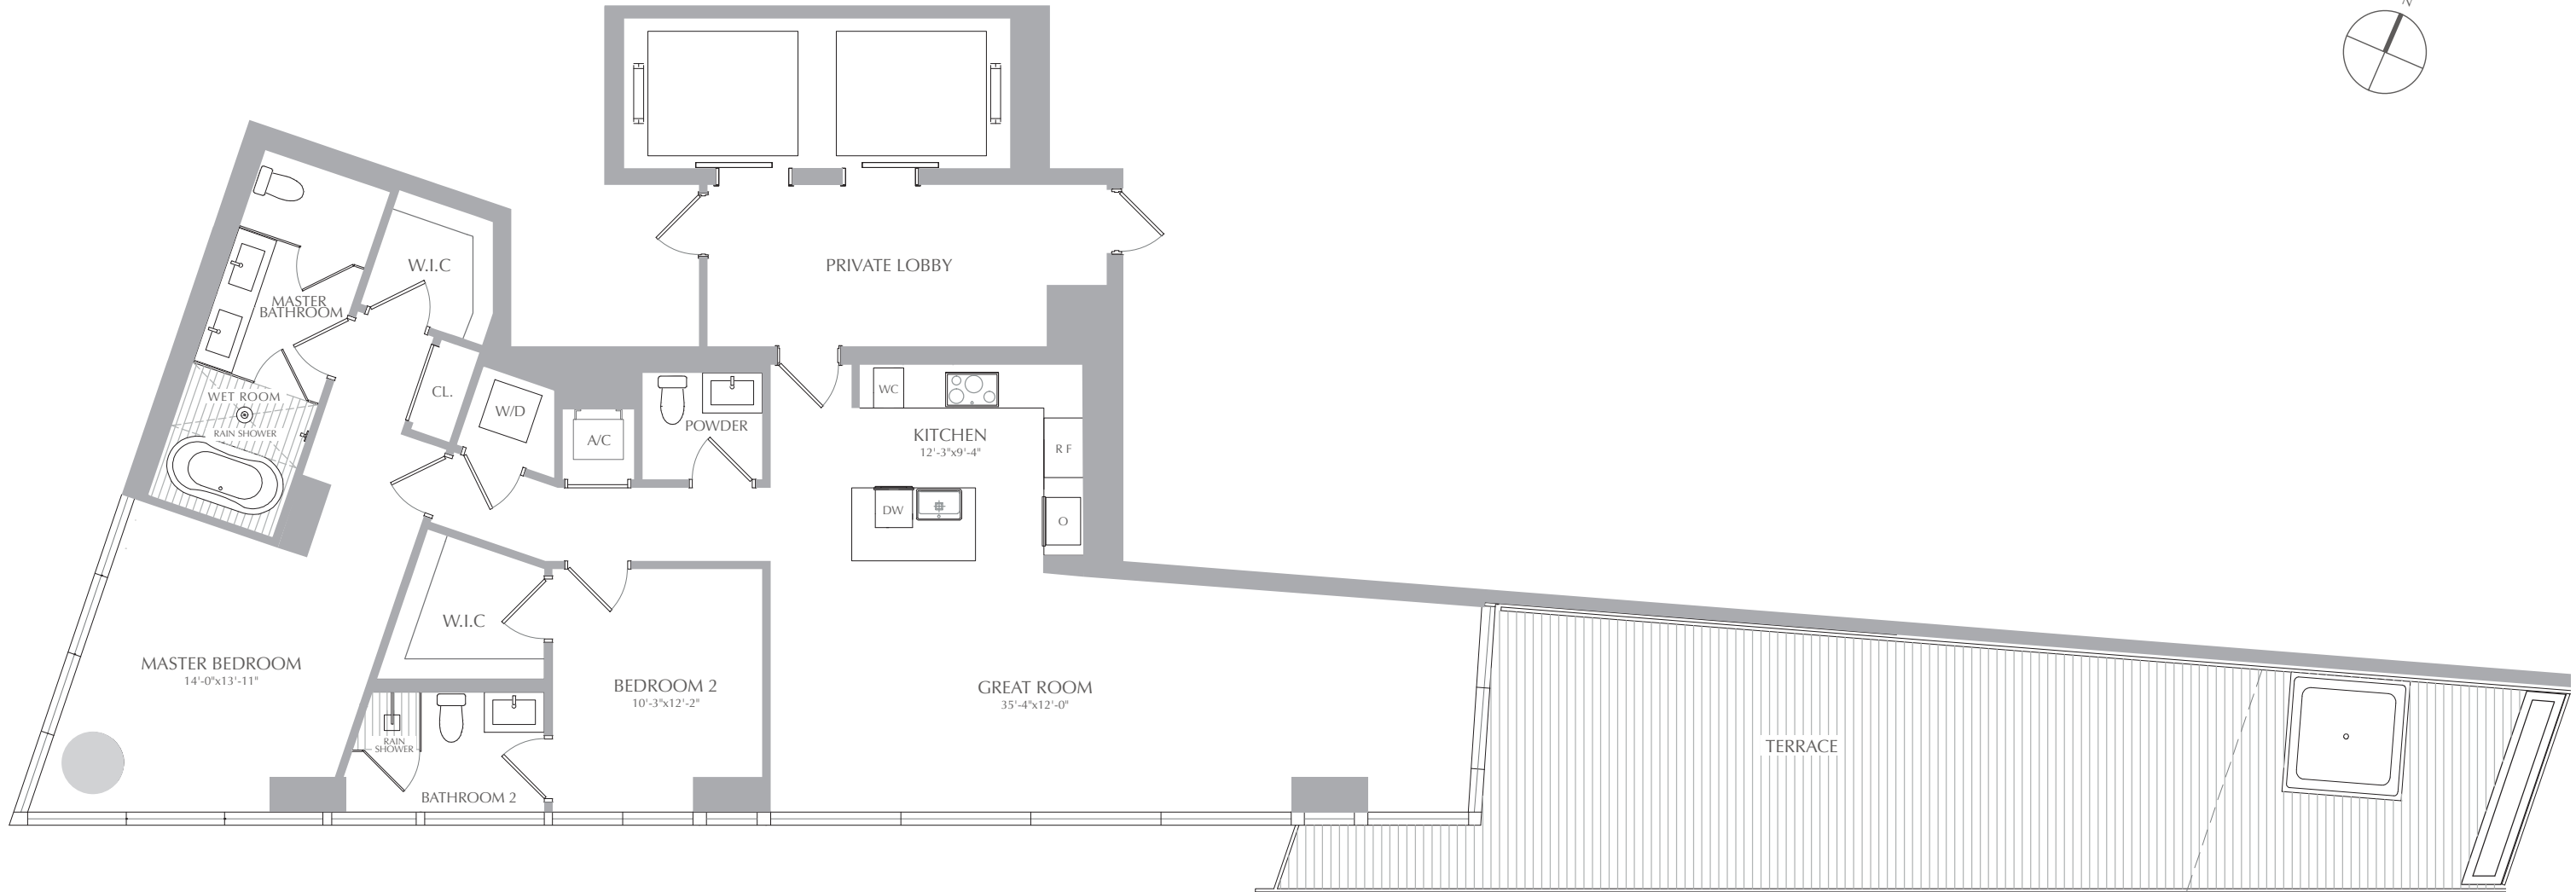 N
W.I.C
PRIVATE LOBBY
MASTER
BATHROOM
CL.
WC
WET ROOM
W/D
POWDER
RAIN SHOWER
A/C
KITCHEN
12'-3"x9'-4"
R F
DW
O
W.I.C
MASTER BEDROOM
14'-0"x13'-11"
BEDROOM 2
10'-3"x12'-2"
GREAT ROOM
35'-4"x12'-0"
RAIN
SHOWER
TERRACE
BATHROOM 2